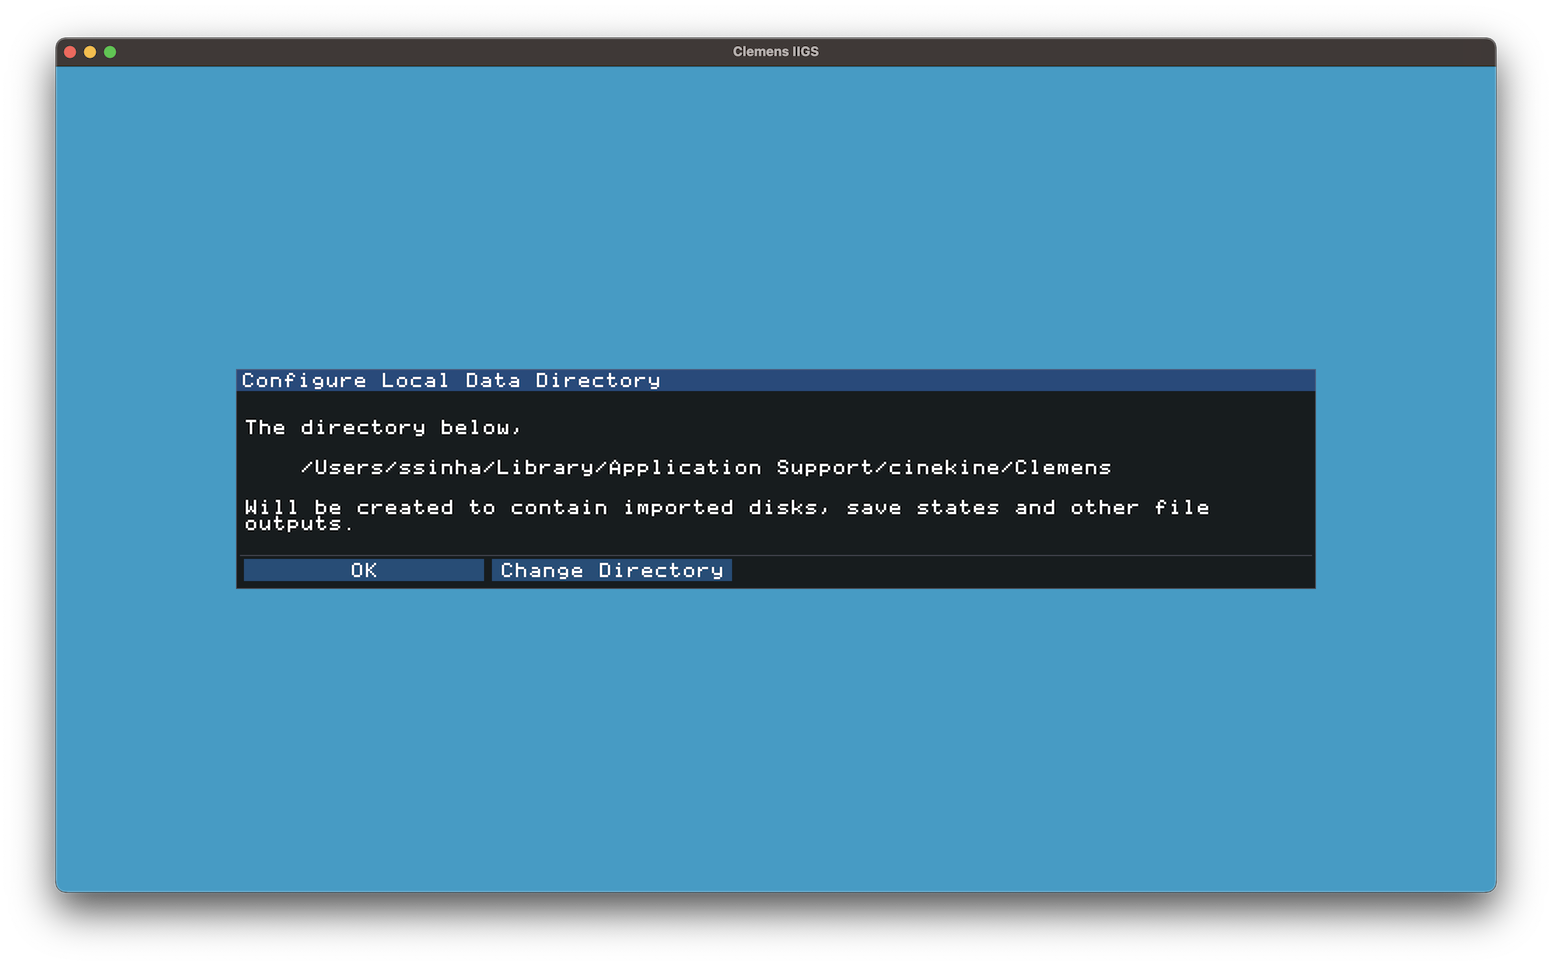 Clemens IIGS
Configure Local Data Directory
The directory below,
/Users/ssinha/Library/Application Support/cinekine/Clemens
Will be created to contain imported disks, save states and other file
outputs.
OK
Change Directory